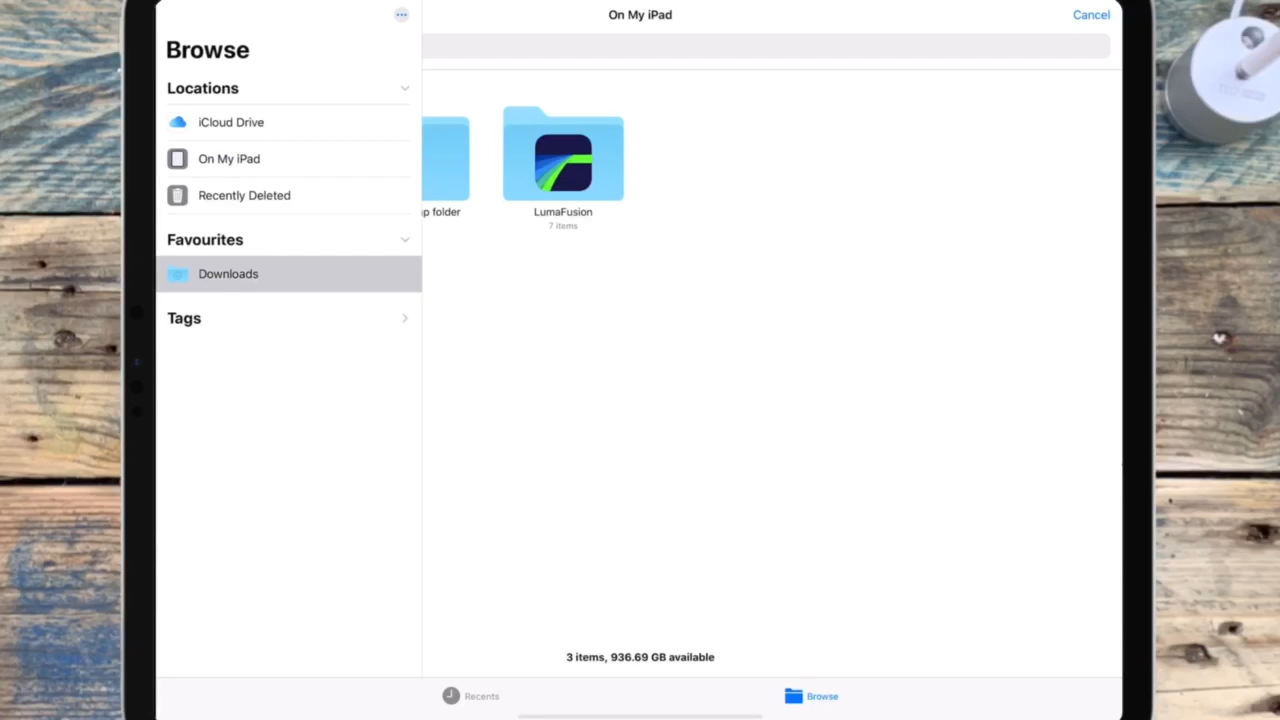 On My iPad
Cancel
Browse
Locations
iCloud Drive
On My iPad
Recently Deleted
Favourites
Downloads
Tags
p folder
LumaFusion
7 items
3 items, 936.69 GB available
Recents
Browse